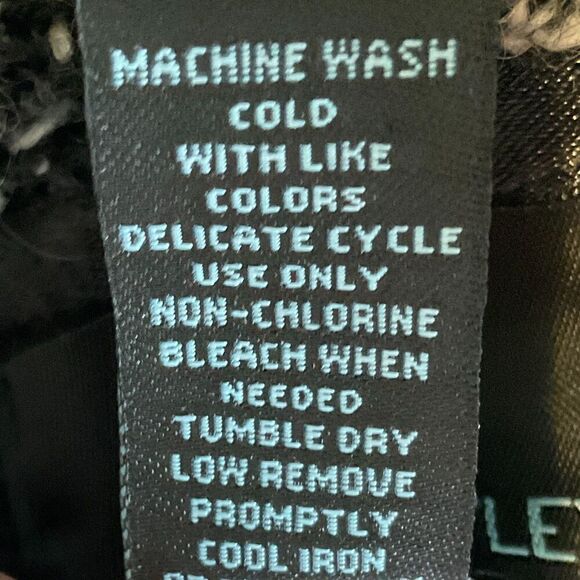 MACHINE WASH
COLD
WITH LIKE
COLORS
DELICATE CYCLE
USE ONLY
NON-CHLORINE
BLEACH WHEN
NEEDED
TUMBLE DRY
LOW REMOVE
PROMPTLY
COOL IRON
LE